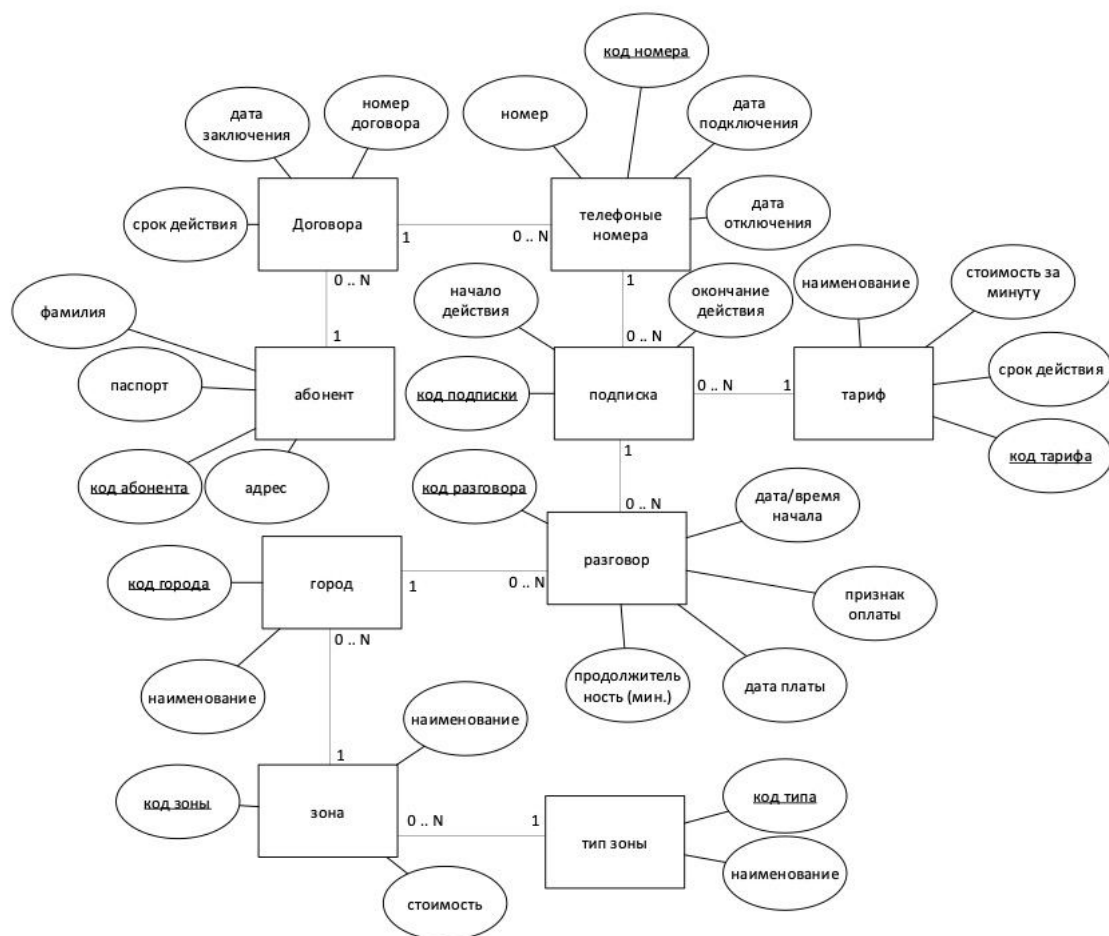 код номера
дата
заключения
номер
договора
номер
дата
подключения
срок действия
Договора
телефоные
номера
дата
отключения
1
0 .. N
0 .. N
1
начало
действия
окончание
действия
наименование
стоимость за
минуту
фамилия
1
0 .. N
паспорт
абонент
код подписки
подписка
0 .. N
1
тариф
срок действия
код абонента
адрес
1
код тарифа
код разговора
0 .. N
дата/время
начала
код города
город
1
0 .. N
разговор
признак
оплаты
0 .. N
наименование
продолжитель
ность (мин.)
дата платы
наименование
1
код зоны
зона
0 .. N
1
тип зоны
код типа
наименование
стоимость